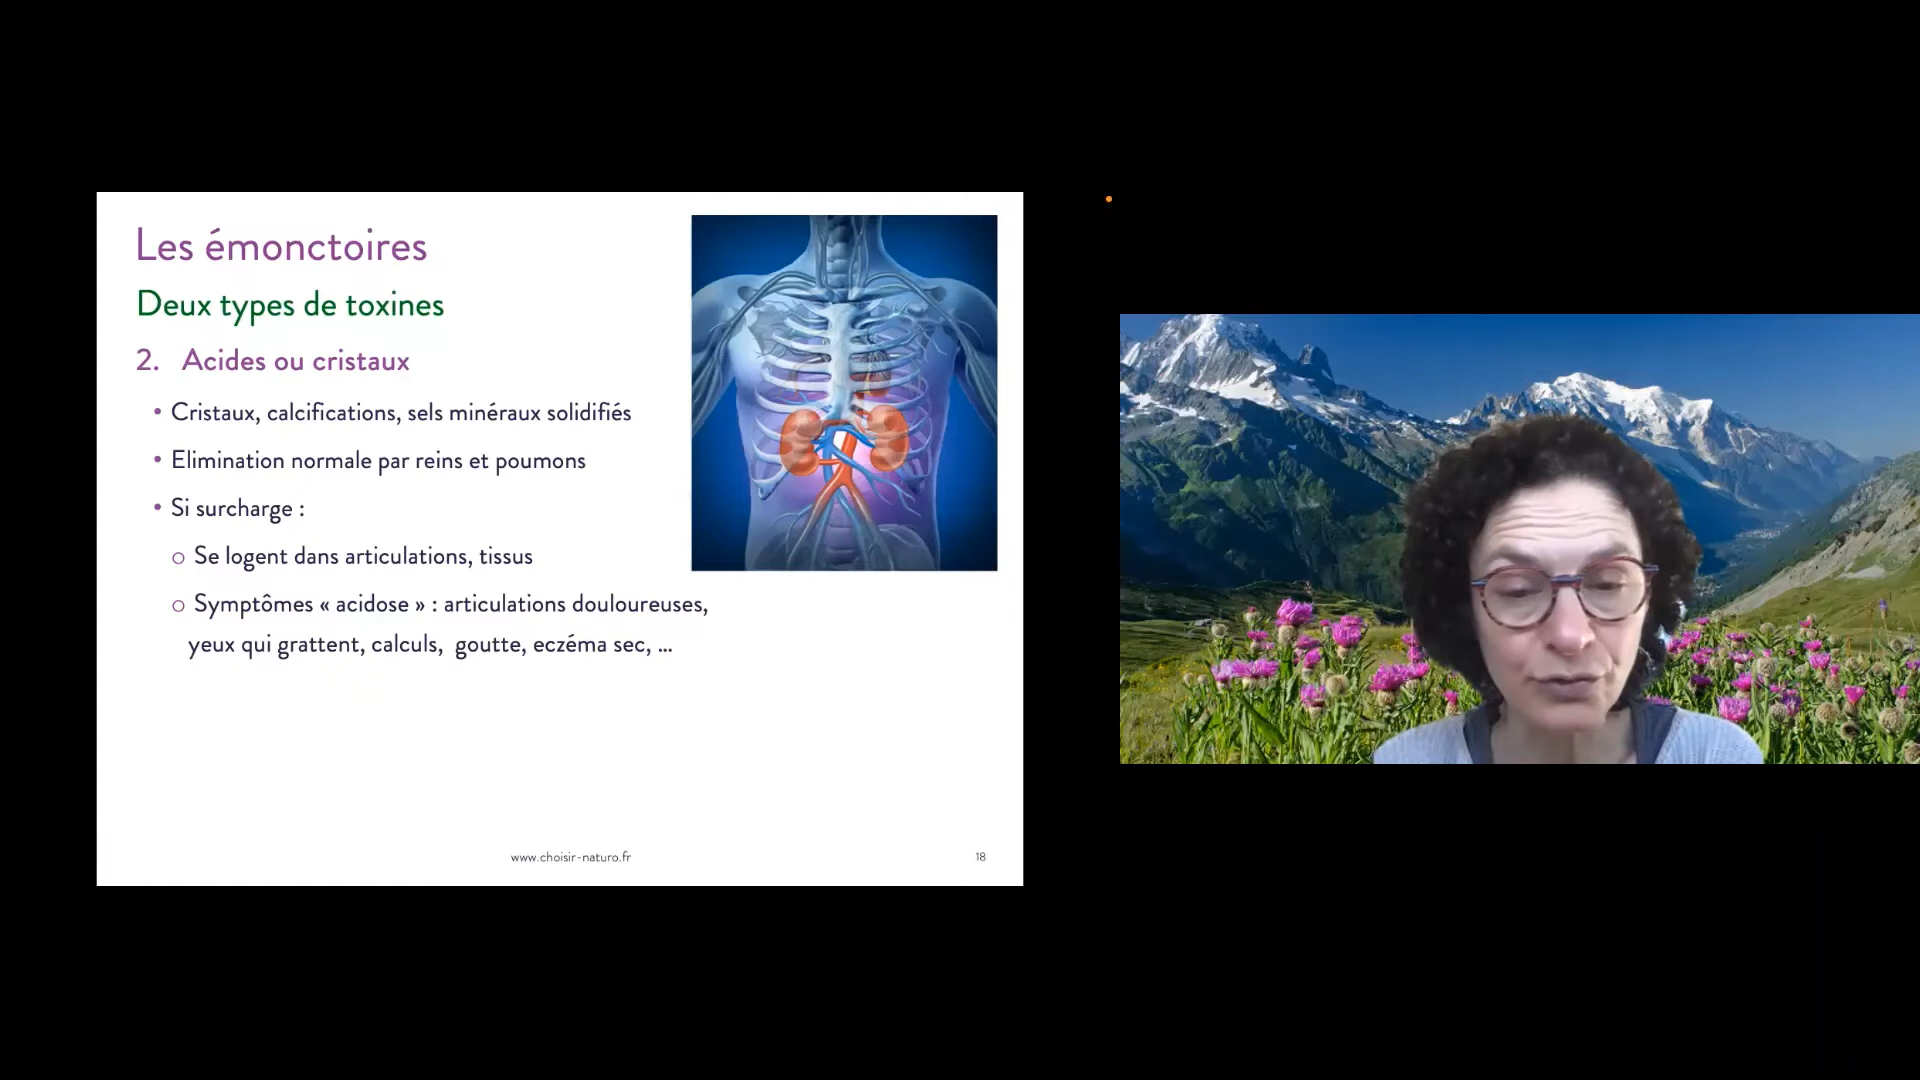 Les émonctoires
Deux types de toxines
2. Acides ou cristaux
• Cristaux, calcifications, sels minéraux solidifiés
• Elimination normale par reins et poumons
• Si surcharge :
o Se logent dans articulations, tissus
o Symptômes « acidose » : articulations douloureuses,
yeux qui grattent, calculs, goutte, eczéma sec, ...
www.choisir-naturo.fr
18